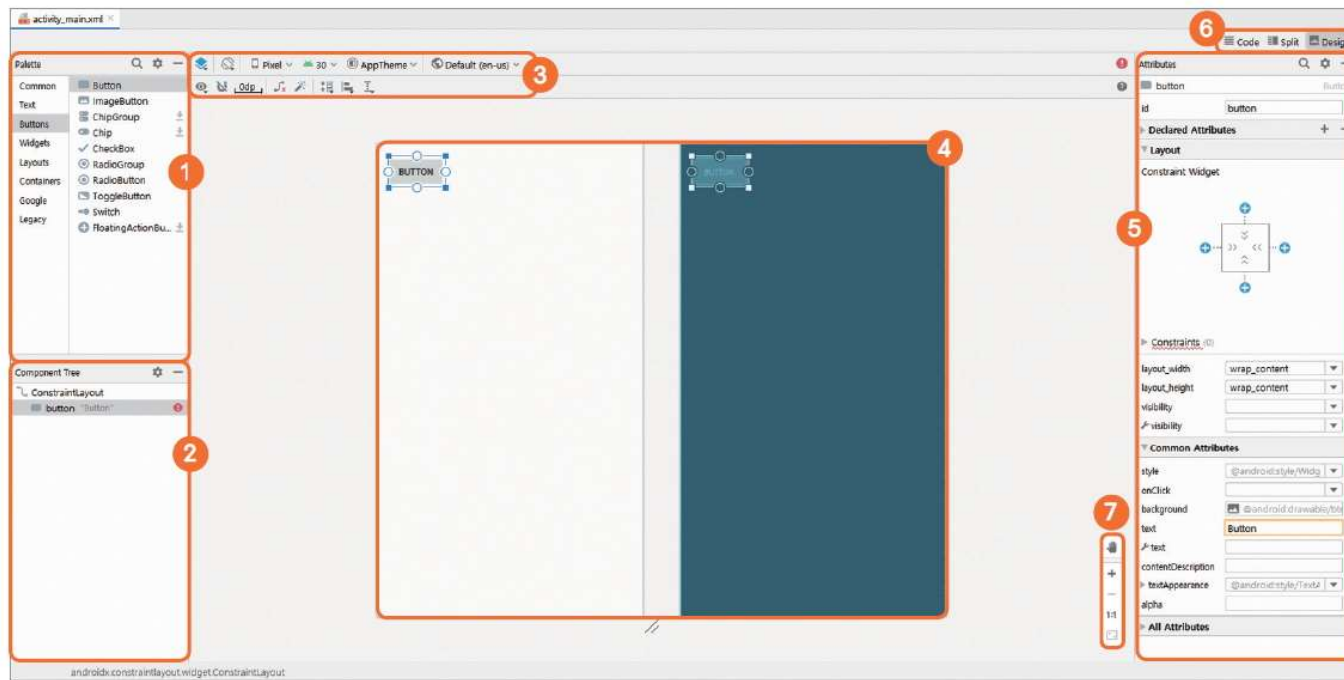 activity_main.xml
6
Code Split Desig
Palette
Common
Text
Buttons
Widgets
Layouts
Containers
Google
Legacy
Button
ImageButton
ChipGroup
Chip
CheckBox
RadioGroup
RadioButton
ToggleButton
Switch
FloatingActionBu...
1
Pixel 30 AppTheme Default (en-us)
0dp
3
Component Tree
ConstraintLayout
button "Button"
2
BUTTON
BUTTON
4
7
1:1
Attributes
button
id button
Declared Attributes
Layout
Constraint Widget
5
Constraints (0)
layout_width wrap_content
layout_height wrap_content
visibility
visibility
Common Attributes
style @android:style/Widg
onClick
background @android:drawable/
text Button
text
contentDescription
textAppearance @android:style/TextA
alpha
All Attributes
androidx.constraintlayout.widget.ConstraintLayout